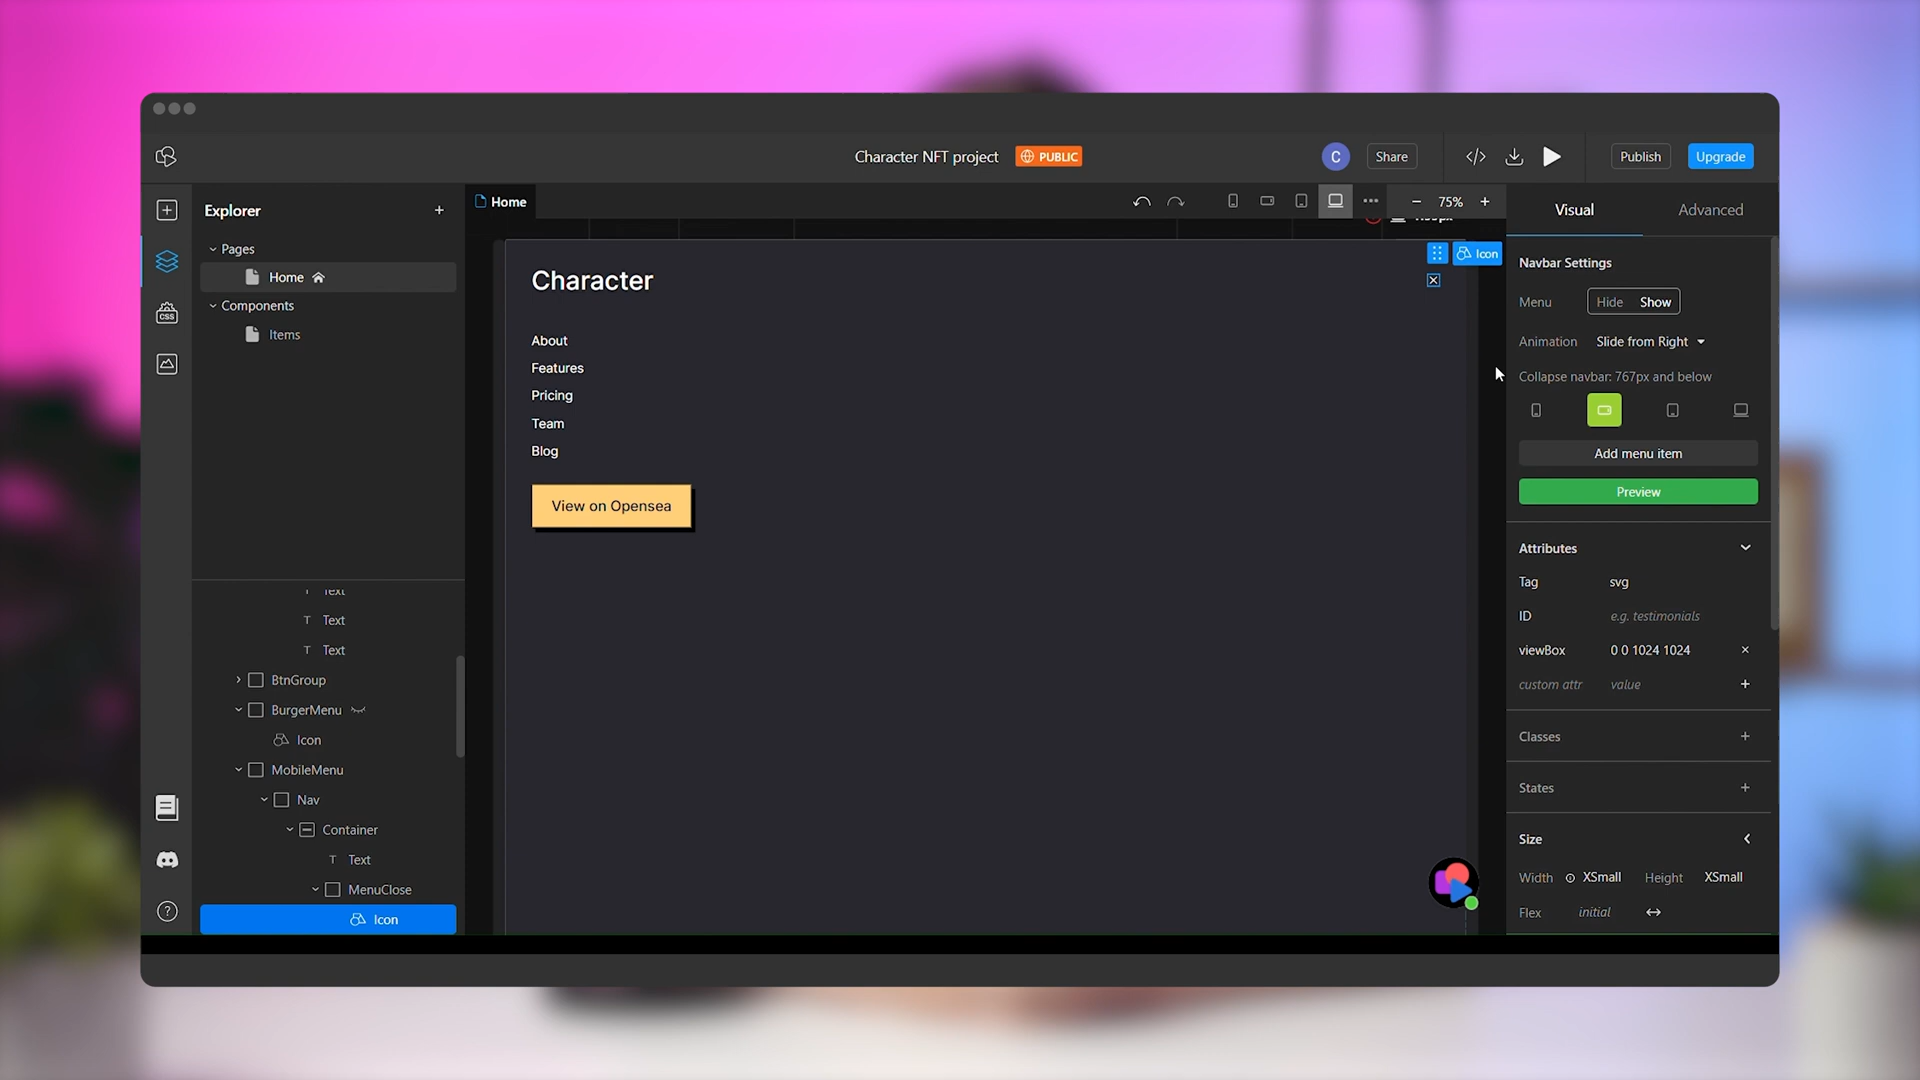 Character NFT project
PUBLIC
C
Share
</>
Publish
Upgrade
Explorer
+
Home
75%
Visual
Advanced
Pages
Home
Components
Items
Icon
Character
About
Features
Pricing
Team
Blog
View on Opensea
Navbar Settings
Menu Hide Show
Animation Slide from Right
Collapse navbar: 767px and below
Add menu item
Preview
Attributes
Tag svg
ID e.g. testimonials
viewBox 0 0 1024 1024
custom attr value
Classes
States
Size
Width XSmall Height XSmall
Flex initial
CSS
Text
T Text
T Text
BtnGroup
BurgerMenu
Icon
MobileMenu
Nav
Container
T Text
MenuClose
Icon